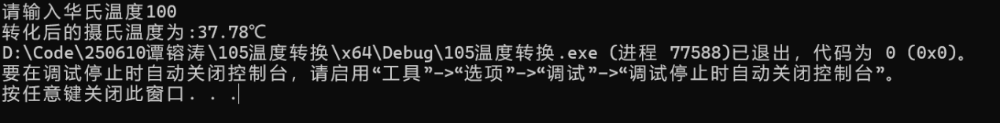 请输入华氏温度100
转化后的摄氏温度为:37.78℃
D:\Code\250610谭镕涛\105温度转换\x64\Debug\105温度转换.exe (进程 77588)已退出，代码为 0 (0x0)。
要在调试停止时自动关闭控制台，请启用“工具”->“选项”->“调试”->“调试停止时自动关闭控制台”。
按任意键关闭此窗口. . .